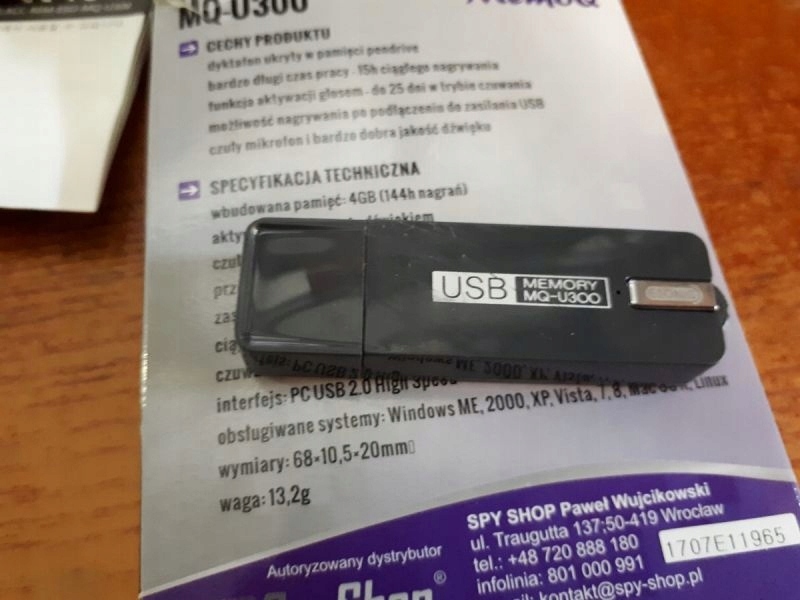 MQ-U300
MemoQ
CECHY PRODUKTU
dyktafon ukryty w pamięci pendrive
bardzo długi czas pracy - 15h ciągłego nagrywania
funkcja aktywacji głosem - do 25 dni w trybie czuwania
możliwość nagrywania po podłączeniu do zasilania USB
czuły mikrofon i bardzo dobra jakość dźwięku
SPECYFIKACJA TECHNICZNA
wbudowana pamięć: 4GB (144h nagrań)
USB MEMORY
MQ-U300
interfejs: PC USB 2.0 High Speed
obsługiwane systemy: Windows ME, 2000, XP, Vista, 7, 8, Mac OS X, Linux
wymiary: 68×10,5×20mm
waga: 13,2g
Autoryzowany dystrybutor
Shop®
SPY SHOP Paweł Wujcikowski
ul. Traugutta 137;50-419 Wrocław
tel.: +48 720 888 180
infolinia: 801 000 991
kontakt@spy-shop.pl
1707E11965